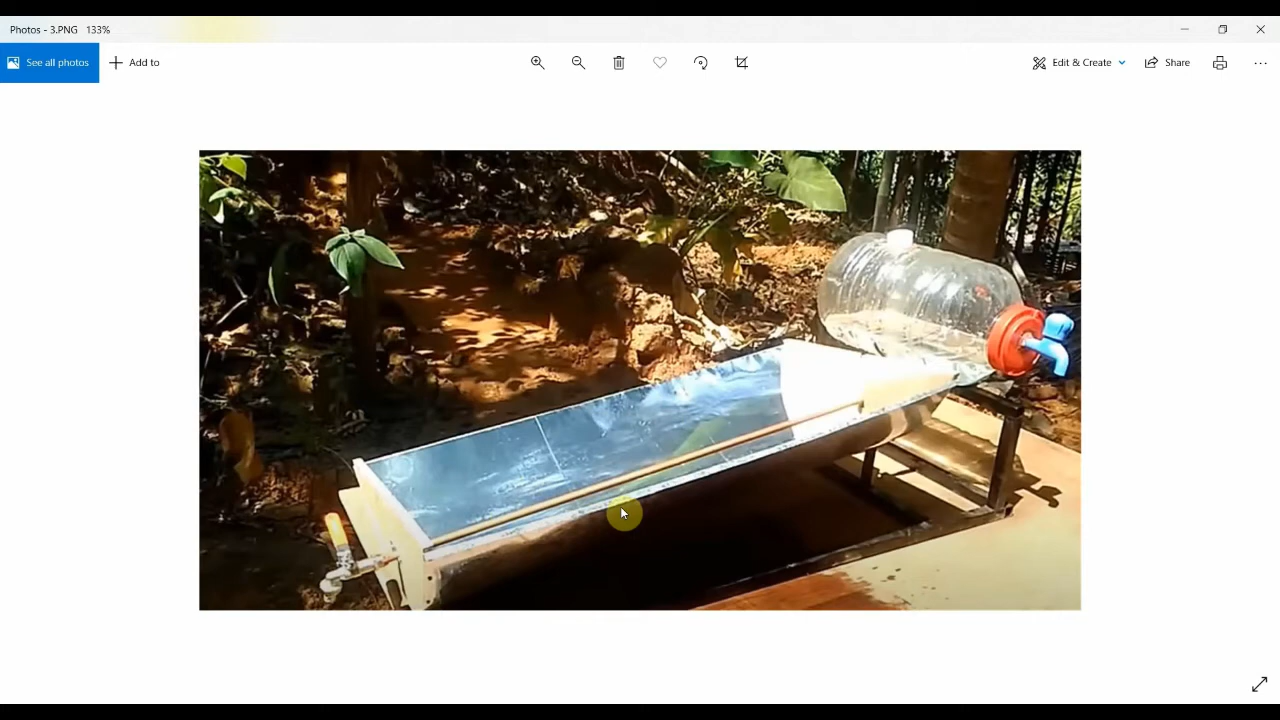 Photos - 3.PNG   133%
See all photos
Add to
Edit & Create
Share